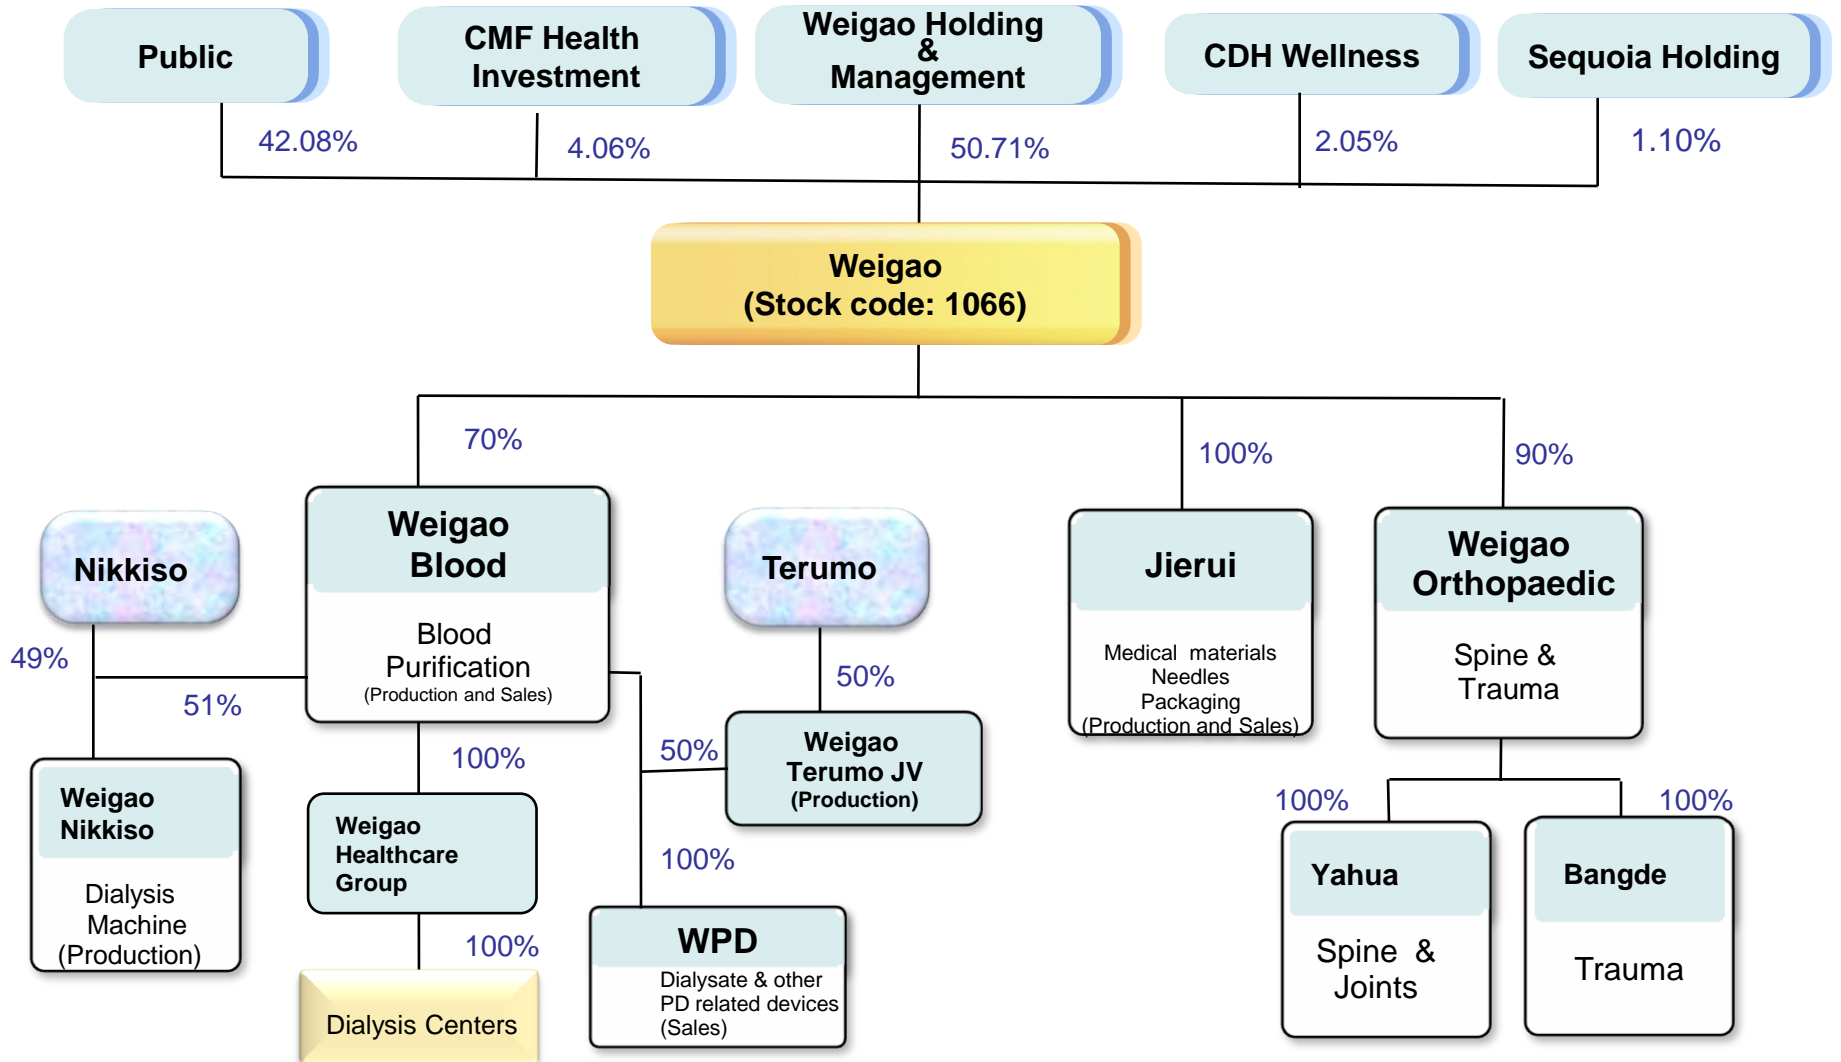 Public
CMF Health
Investment
Weigao Holding
&
Management
CDH Wellness
Sequoia Holding
42.08%
4.06%
50.71%
2.05%
1.10%
Weigao
(Stock code: 1066)
70%
100%
90%
Nikkiso
Weigao
Blood
Blood
Purification
(Production and Sales)
Terumo
Jierui
Medical materials
Needles
Packaging
(Production and Sales)
Weigao
Orthopaedic
Spine &
Trauma
49%
51%
50%
100%
50%
Weigao
Terumo JV
(Production)
100%
100%
Weigao
Nikkiso
Dialysis
Machine
(Production)
Weigao
Healthcare
Group
100%
100%
WPD
Dialysate & other
PD related devices
(Sales)
Yahua
Spine &
Joints
Bangde
Trauma
Dialysis Centers